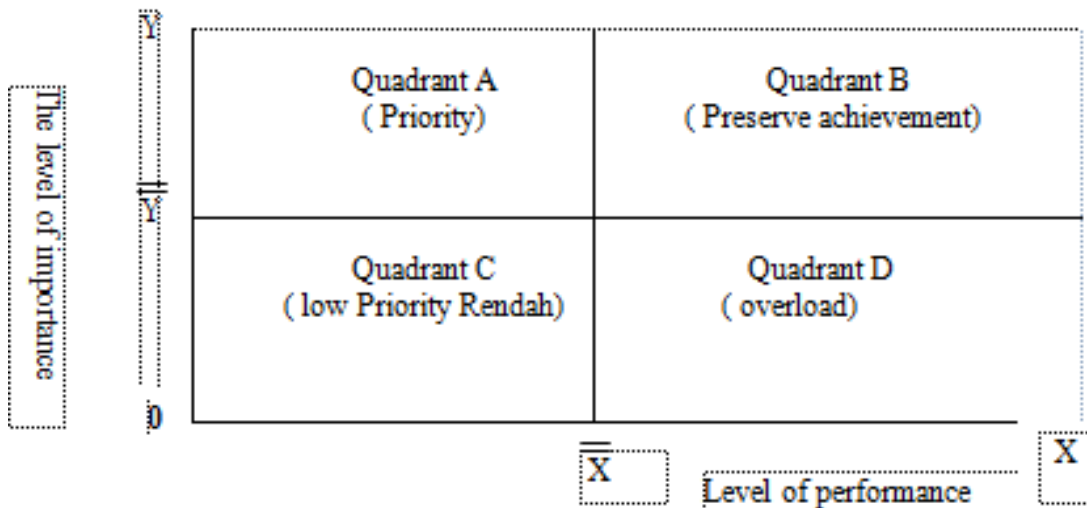 Y
Quadrant A
( Priority)
Quadrant B
( Preserve achievement)
The level of importance
Y
Quadrant C
( low Priority Rendah)
Quadrant D
( overload)
0
X
X
Level of performance